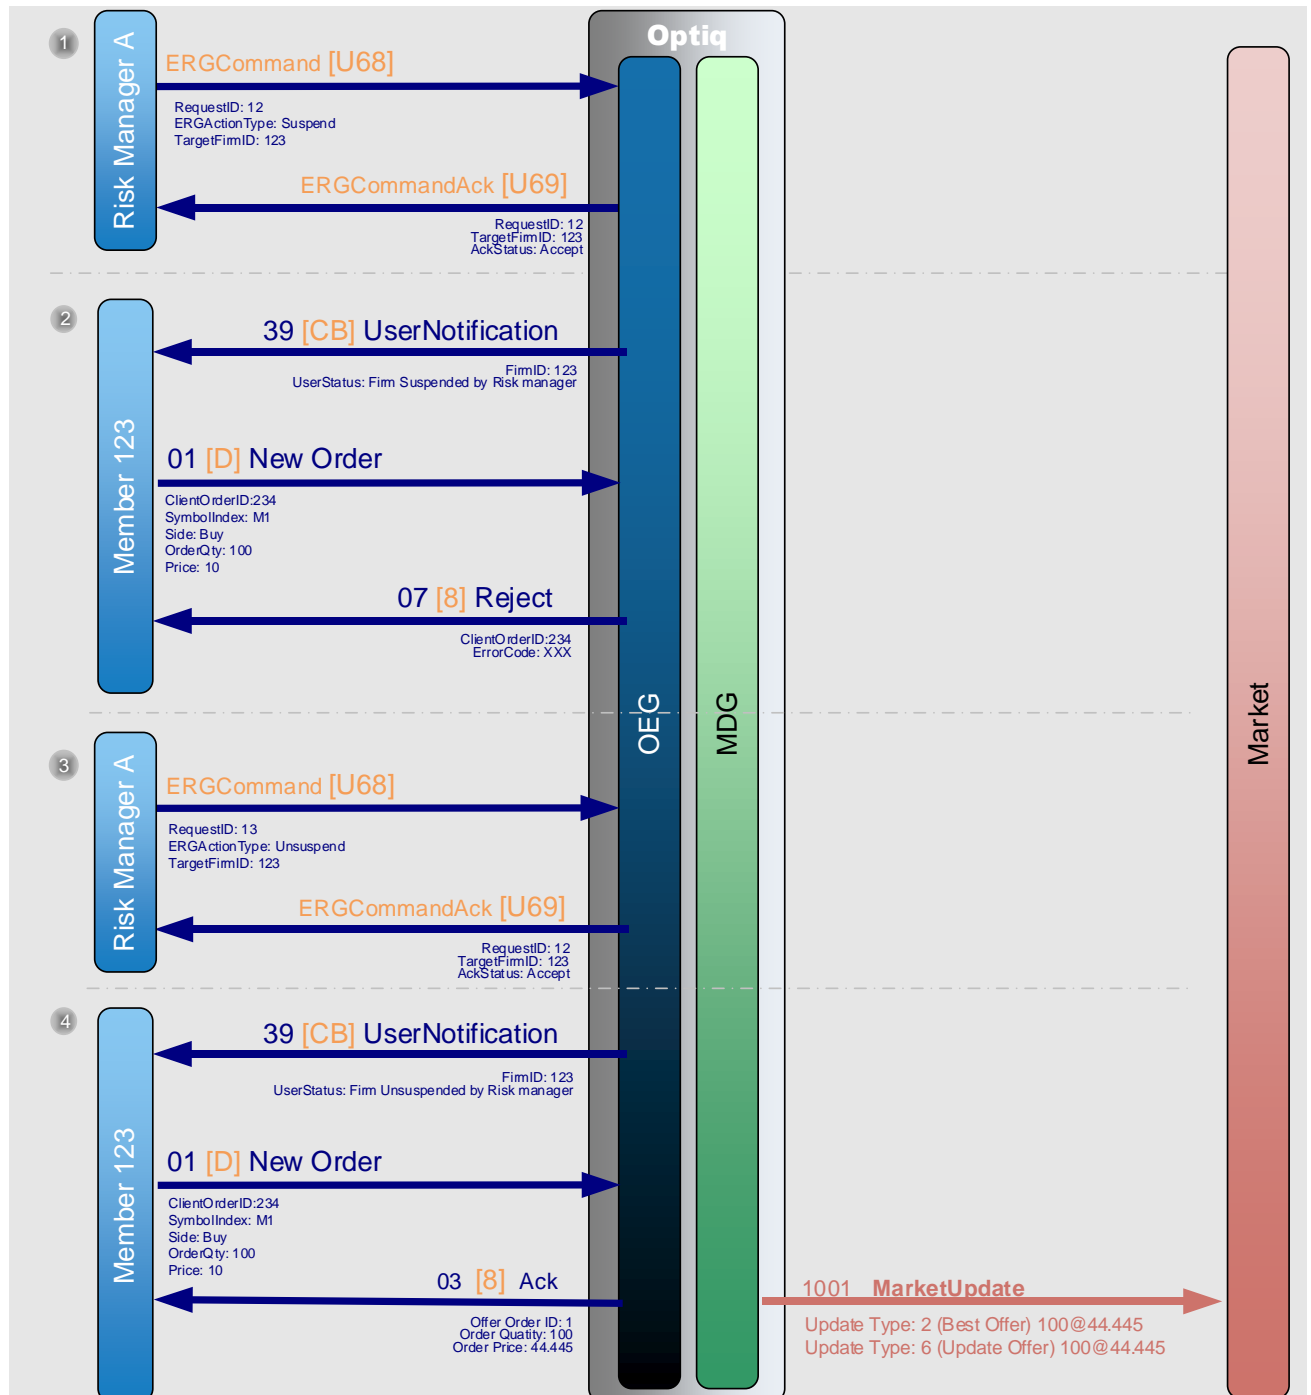 Optiq
1
Risk Manager A
ERGCommand [U68]
RequestID: 12
ERGActionType: Suspend
TargetFirmID: 123
ERGCommandAck [U69]
RequestID: 12
TargetFirmID: 123
AckStatus: Accept
2
Member 123
39 [CB] UserNotification
FirmID: 123
UserStatus: Firm Suspended by Risk manager
01 [D] New Order
ClientOrderID:234
SymbolIndex: M1
Side: Buy
OrderQty: 100
Price: 10
07 [8] Reject
ClientOrderID:234
ErrorCode: XXX
OEG
MDG
Market
3
Risk Manager A
ERGCommand [U68]
RequestID: 13
ERGActionType: Unsuspend
TargetFirmID: 123
ERGCommandAck [U69]
RequestID: 12
TargetFirmID: 123
AckStatus: Accept
4
Member 123
39 [CB] UserNotification
FirmID: 123
UserStatus: Firm Unsuspended by Risk manager
01 [D] New Order
ClientOrderID:234
SymbolIndex: M1
Side: Buy
OrderQty: 100
Price: 10
03 [8] Ack
Offer Order ID: 1
Order Quatity: 100
Order Price: 44.445
1001 MarketUpdate
Update Type: 2 (Best Offer) 100@44.445
Update Type: 6 (Update Offer) 100@44.445